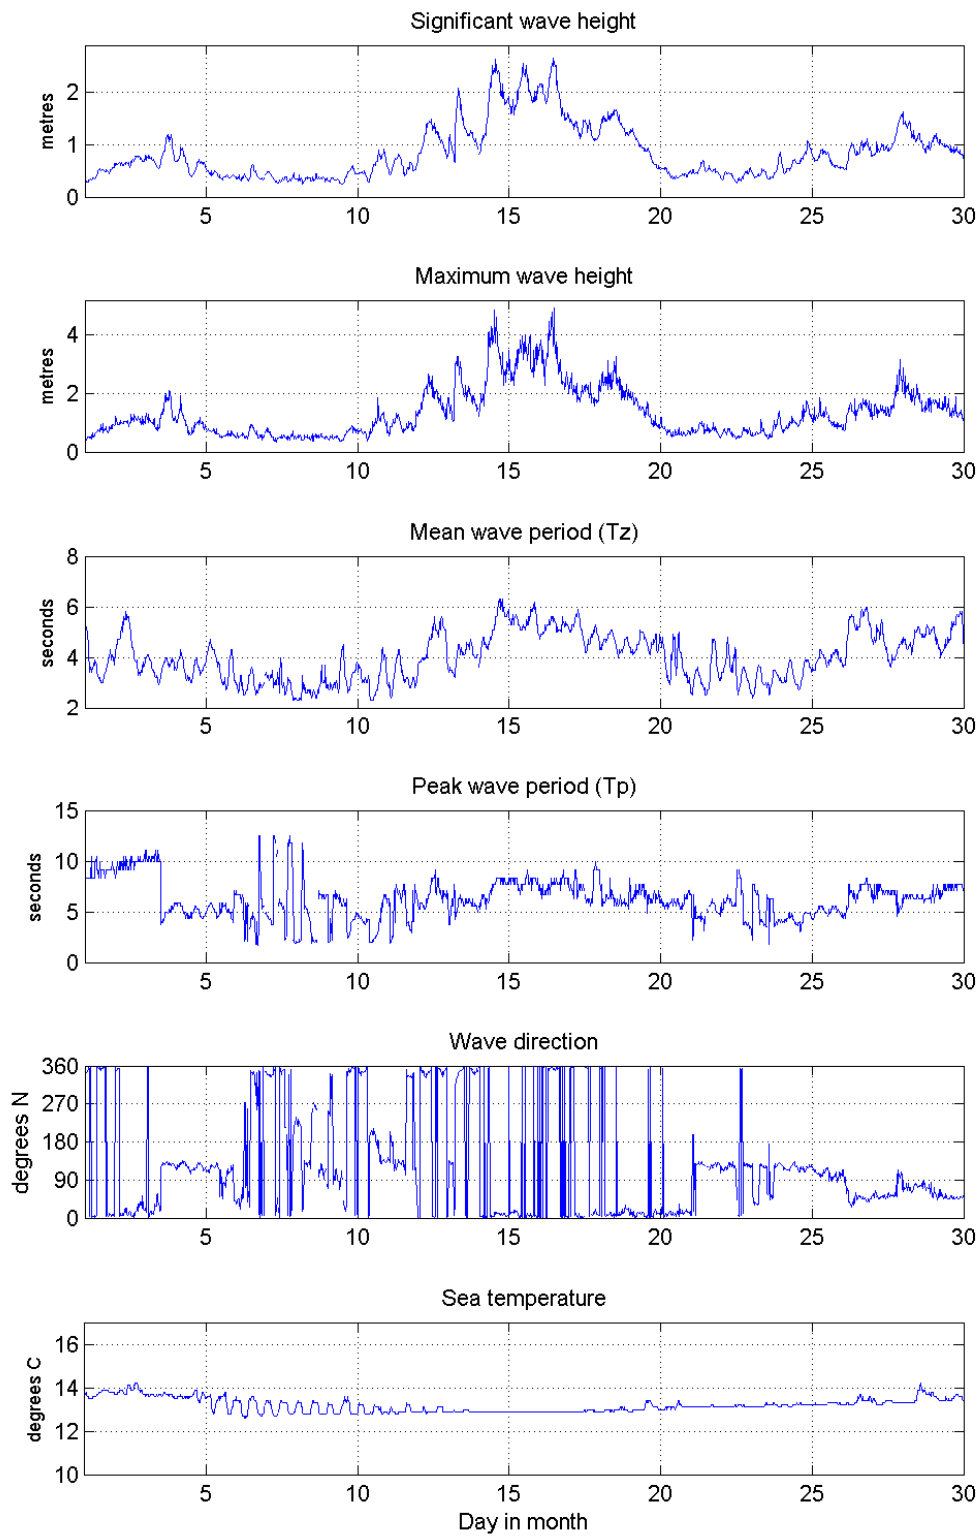 Significant wave height
metres
2
1
0
5 10 15 20 25 30
Maximum wave height
metres
4
2
0
5 10 15 20 25 30
Mean wave period (Tz)
seconds
8
6
4
2
5 10 15 20 25 30
Peak wave period (Tp)
seconds
15
10
5
0
5 10 15 20 25 30
Wave direction
degrees N
360
270
180
90
0
5 10 15 20 25 30
Sea temperature
degrees C
16
14
12
10
5 10 15 20 25 30
Day in month